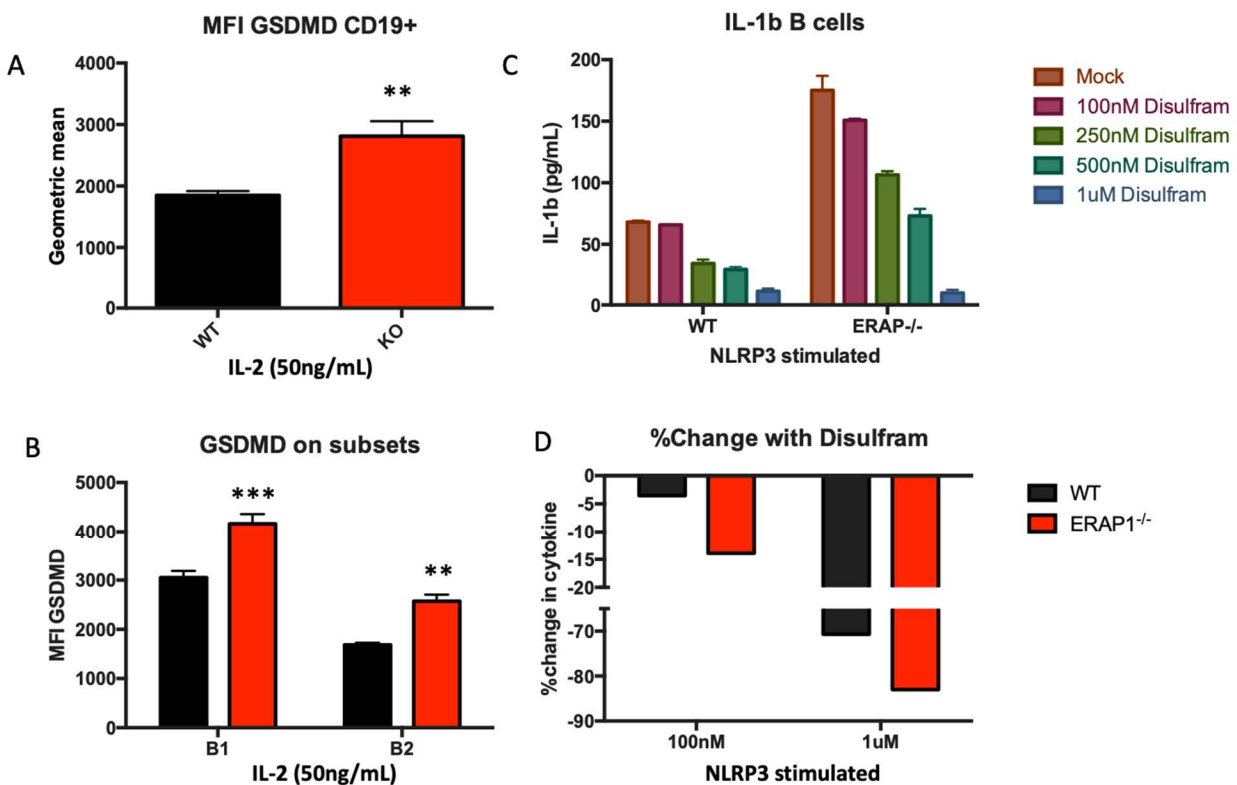 A
MFI GSDMD CD19+
Geometric mean
4000
3000
2000
1000
0
**
WT
KO
IL-2 (50ng/mL)
C
IL-1b B cells
IL-1b (pg/mL)
200
150
100
50
0
WT
ERAP-/-
NLRP3 stimulated
Mock
100nM Disulfram
250nM Disulfram
500nM Disulfram
1uM Disulfram
B
GSDMD on subsets
MFI GSDMD
5000
4000
3000
2000
1000
0
***
**
B1
B2
IL-2 (50ng/mL)
D
%Change with Disulfram
%change in cytokine
0
-5
-10
-15
-20
-70
-80
-90
100nM
1uM
NLRP3 stimulated
WT
ERAP1-/-